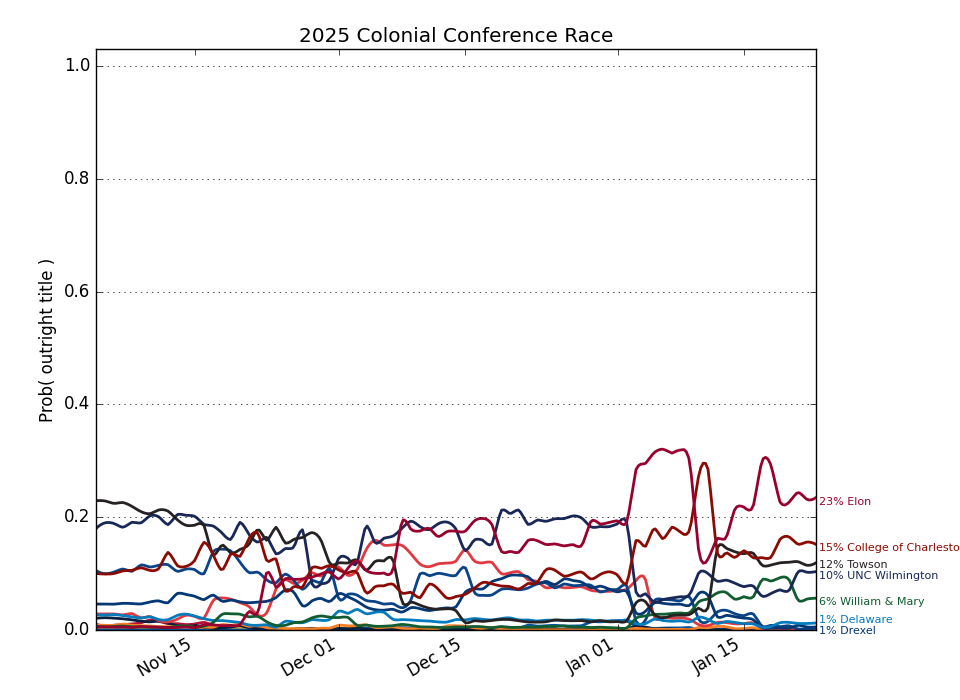 2025 Colonial Conference Race
Prob( outright title )
1.0
0.8
0.6
0.4
0.2
0.0
Nov 15
Dec 01
Dec 15
Jan 01
Jan 15
23% Elon
15% College of Charlesto
12% Towson
10% UNC Wilmington
6% William & Mary
1% Delaware
1% Drexel